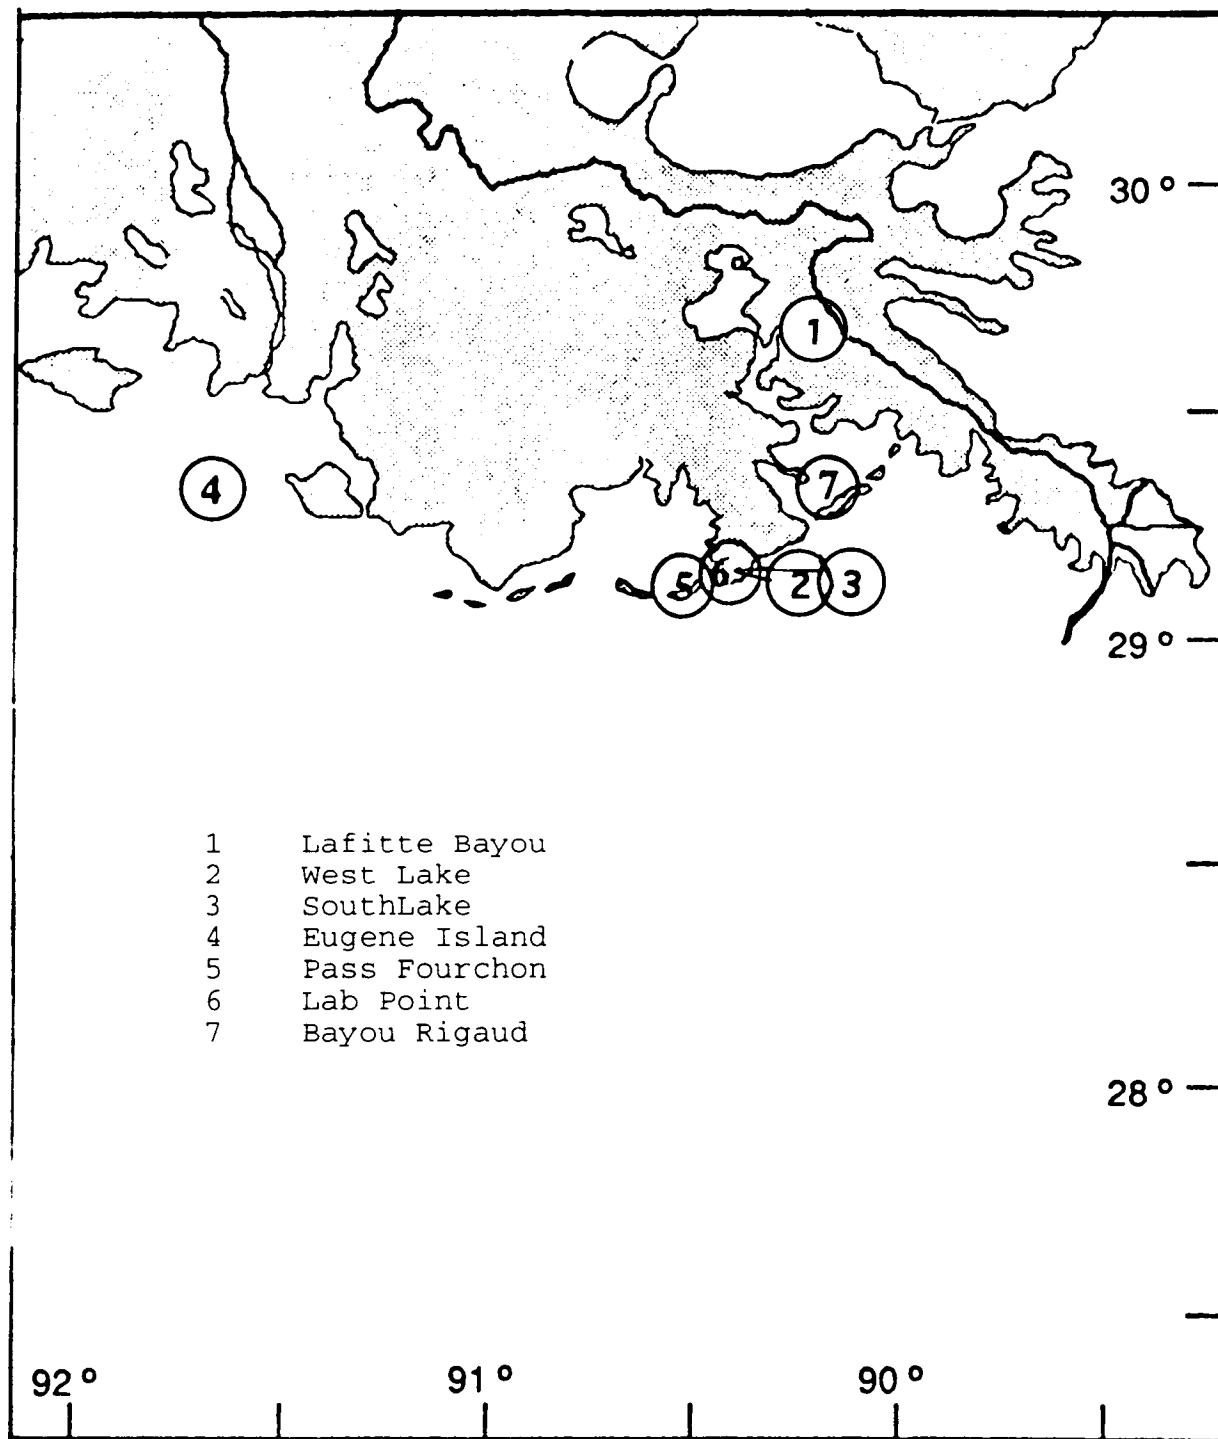 30°
1
4
7
5 6 2 3
29°
1 Lafitte Bayou
2 West Lake
3 SouthLake
4 Eugene Island
5 Pass Fourchon
6 Lab Point
7 Bayou Rigaud
28°
92° 91° 90°